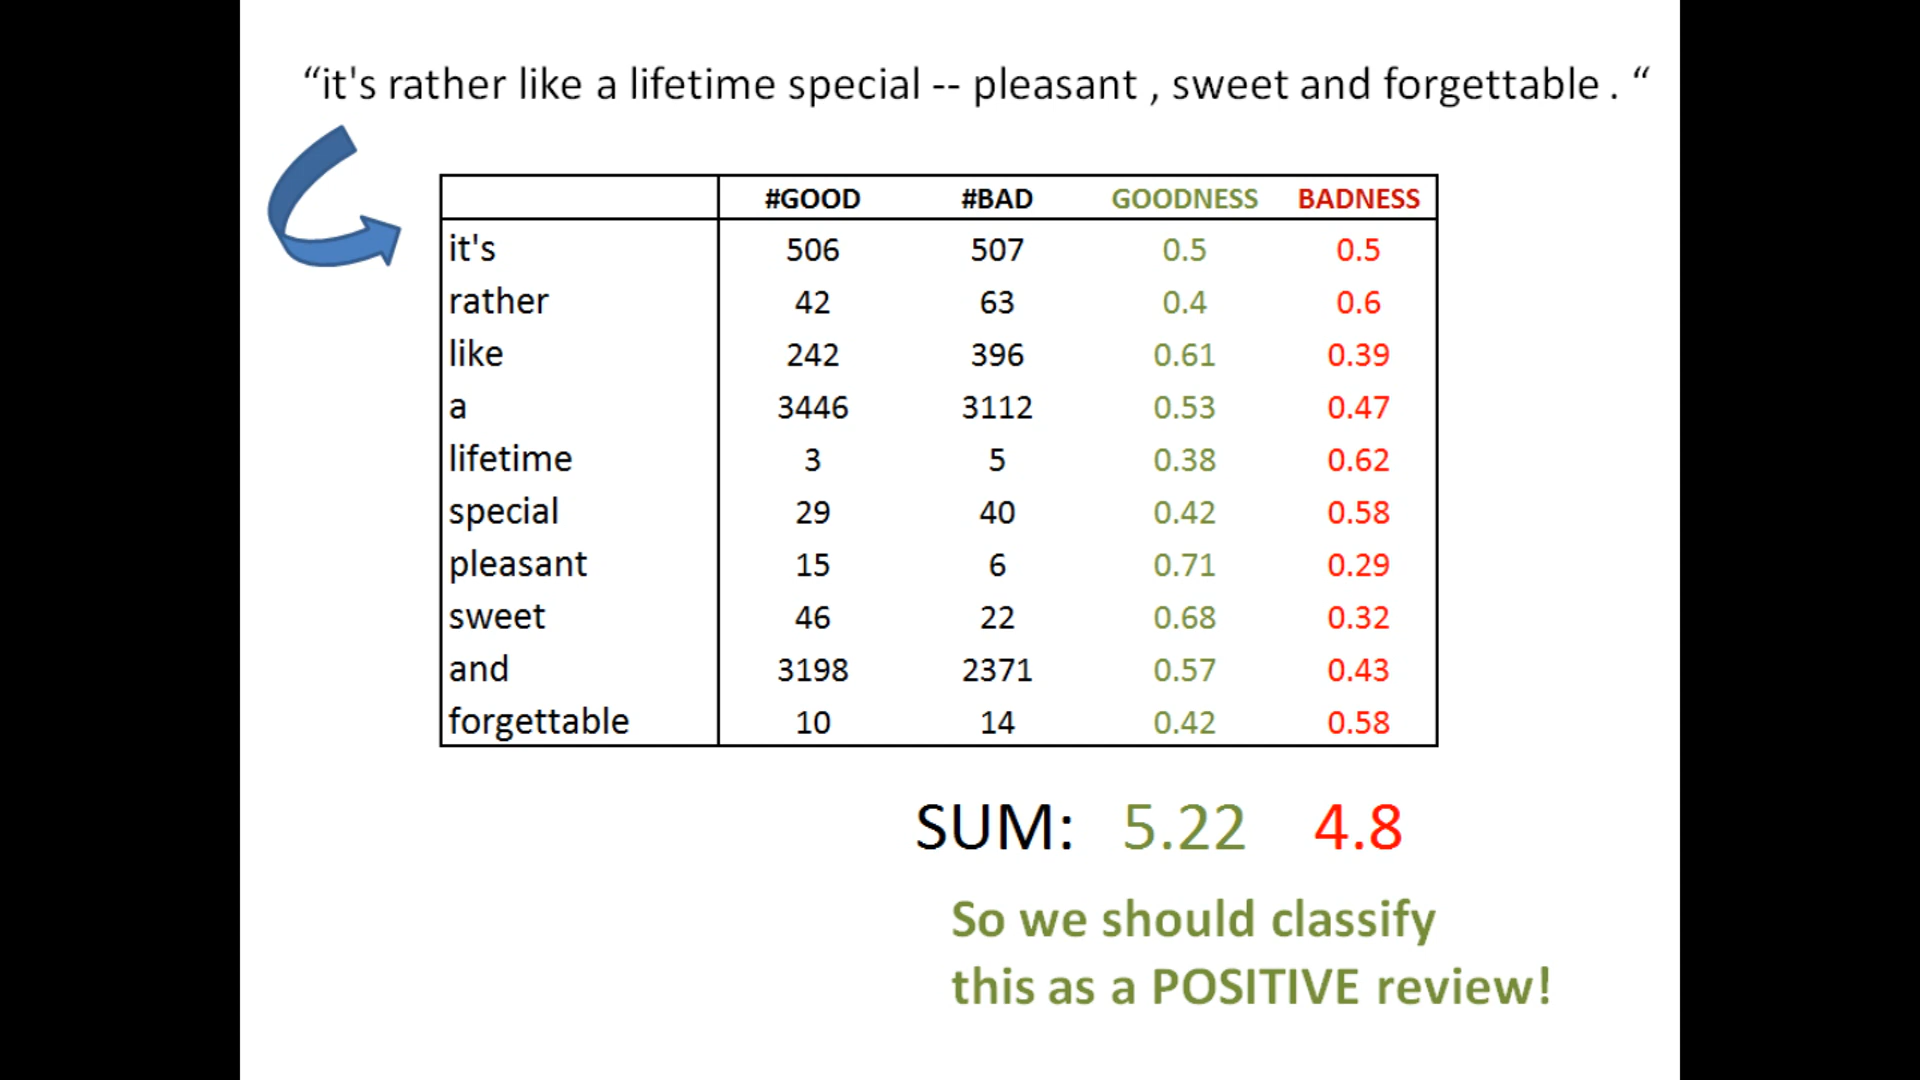 “it's rather like a lifetime special -- pleasant , sweet and forgettable . “
#GOOD #BAD GOODNESS BADNESS
it's 506 507 0.5 0.5
rather 42 63 0.4 0.6
like 242 396 0.61 0.39
a 3446 3112 0.53 0.47
lifetime 3 5 0.38 0.62
special 29 40 0.42 0.58
pleasant 15 6 0.71 0.29
sweet 46 22 0.68 0.32
and 3198 2371 0.57 0.43
forgettable 10 14 0.42 0.58
SUM: 5.22 4.8
So we should classify
this as a POSITIVE review!